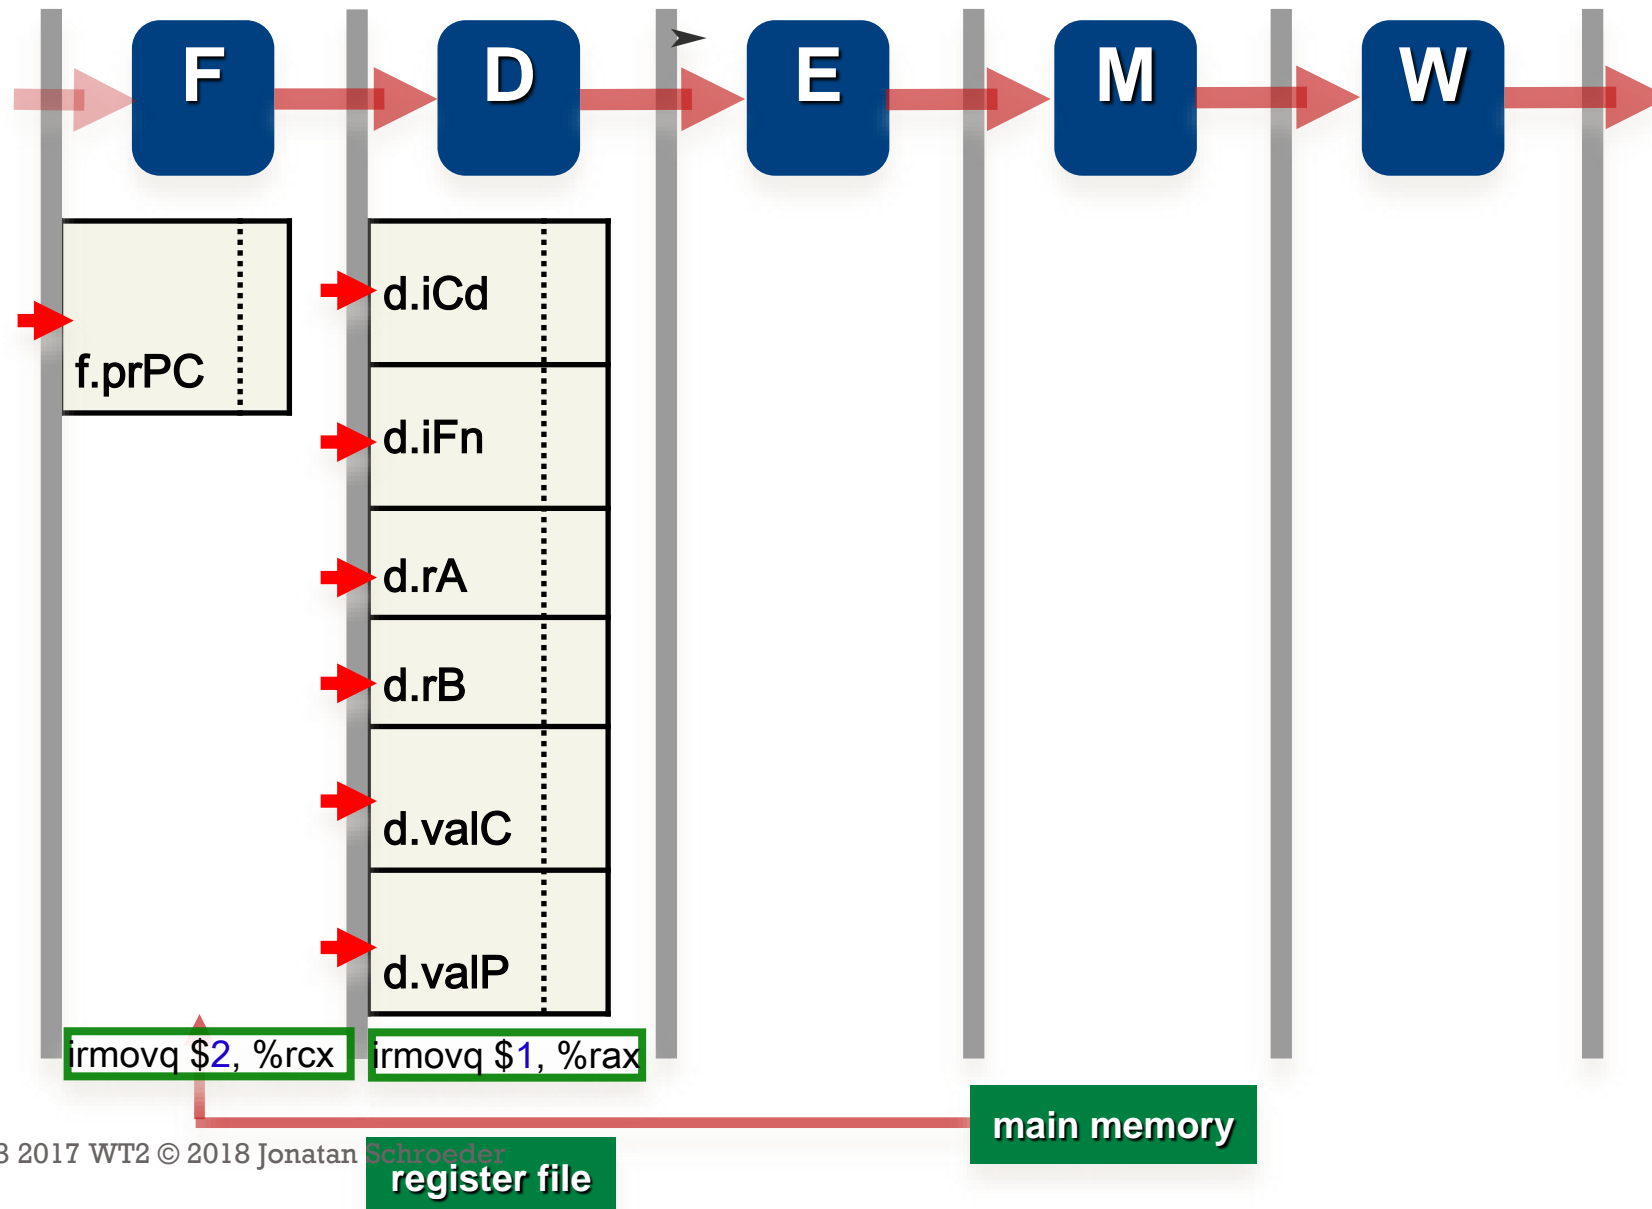 F D E M W
d.iCd
f.prPC
d.iFn
d.rA
d.rB
d.valC
d.valP
irmovq $2, %rcx irmovq $1, %rax
main memory
3 2017 WT2 © 2018 Jonatan Schroeder
register file